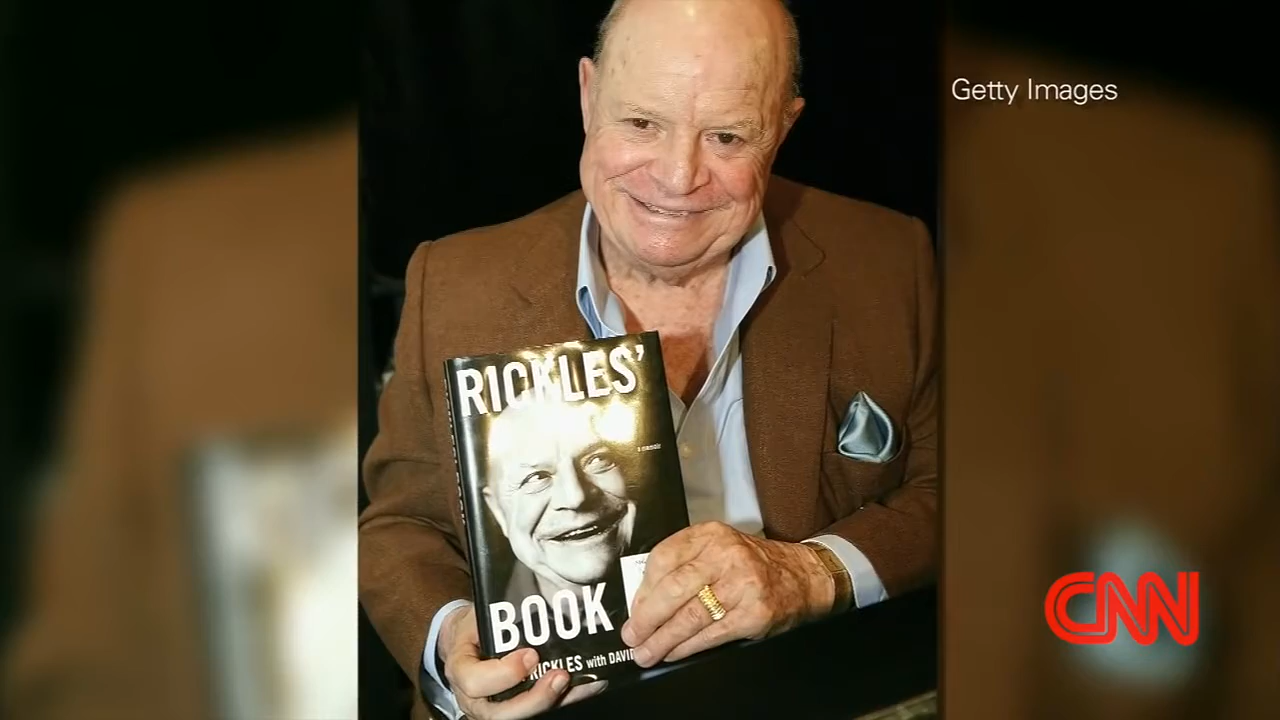 Getty Images
RICKLES'
a memoir
BOOK
RICKLES with DAVID
CNN